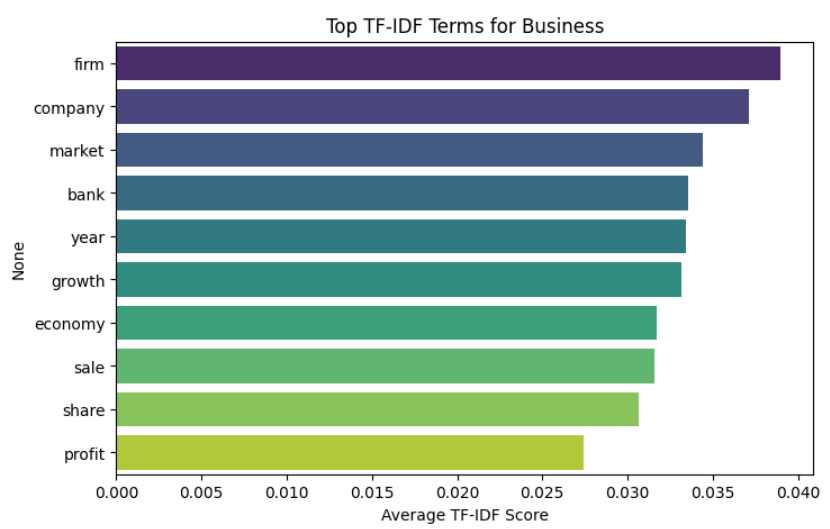 Top TF-IDF Terms for Business
firm
company
market
bank
year
growth
economy
sale
share
profit
None
0.000 0.005 0.010 0.015 0.020 0.025 0.030 0.035 0.040
Average TF-IDF Score